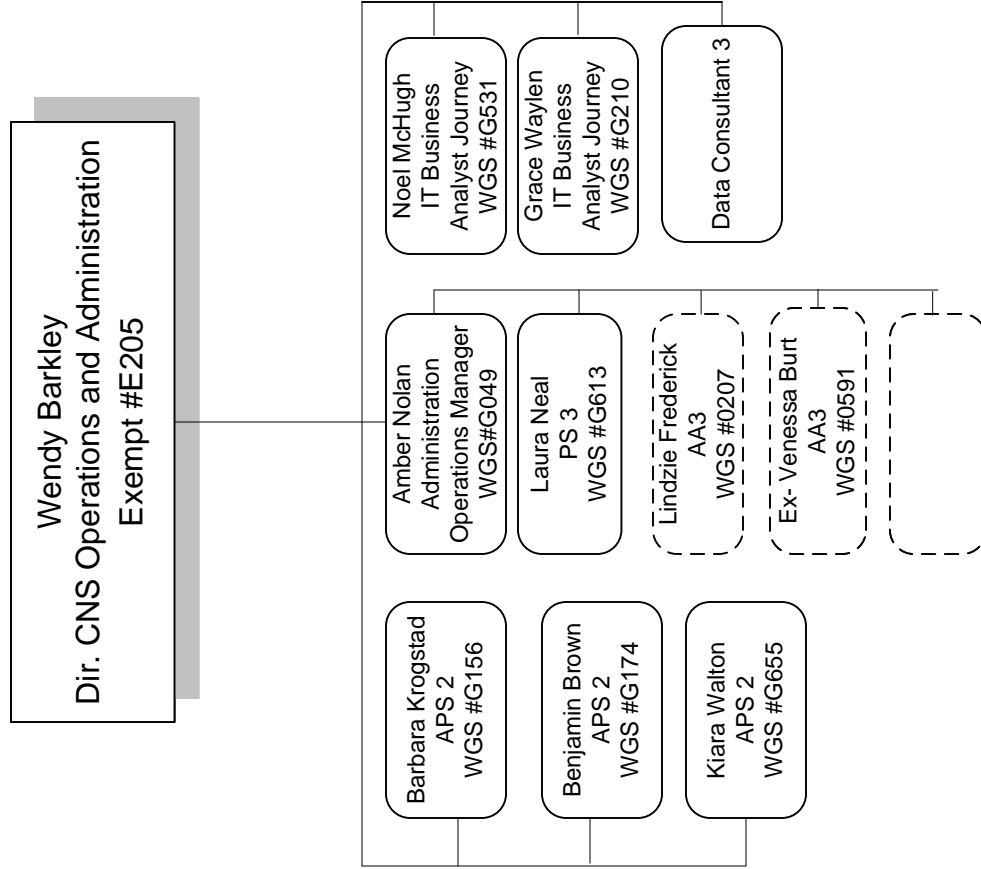 Wendy Barkley
Dir. CNS Operations and Administration
Exempt #E205
Barbara Krogstad
APS 2
WGS #G156
Benjamin Brown
APS 2
WGS #G174
Kiara Walton
APS 2
WGS #G655
Amber Nolan
Administration
Operations Manager
WGS#G049
Laura Neal
PS 3
WGS #G613
Lindzie Frederick
AA3
WGS #0207
Ex- Venessa Burt
AA3
WGS #0591
Noel McHugh
IT Business
Analyst Journey
WGS #G531
Grace Waylen
IT Business
Analyst Journey
WGS #G210
Data Consultant 3